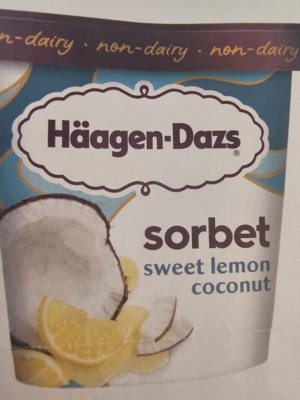 n-dairy · non-dairy · non-dairy
Häagen-Dazs®
sorbet
sweet lemon
coconut